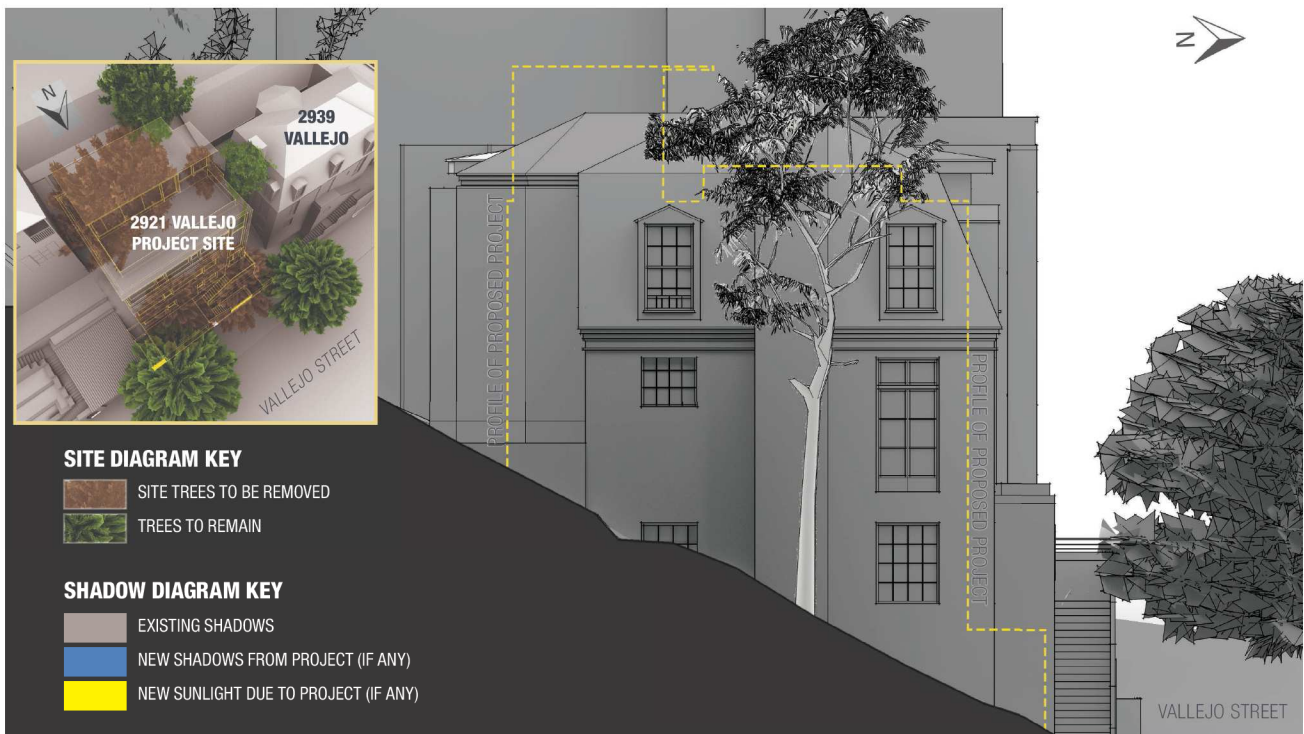 N
N
2939
VALLEJO
2921 VALLEJO
PROJECT SITE
VALLEJO STREET
PROFILE OF PROPOSED PROJECT
PROFILE OF PROPOSED PROJECT
SITE DIAGRAM KEY
SITE TREES TO BE REMOVED
TREES TO REMAIN
SHADOW DIAGRAM KEY
EXISTING SHADOWS
NEW SHADOWS FROM PROJECT (IF ANY)
NEW SUNLIGHT DUE TO PROJECT (IF ANY)
VALLEJO STREET